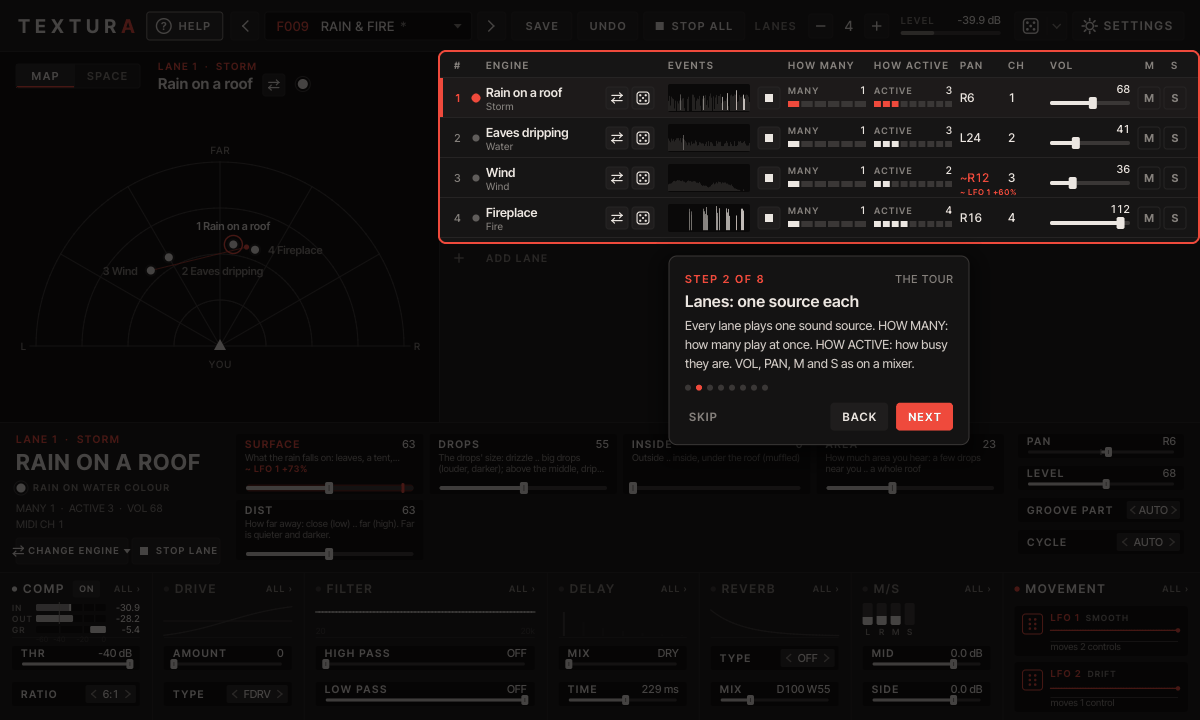 TEXTURA
? HELP
F009 RAIN & FIRE *
SAVE
UNDO
STOP ALL
LANES
4
LEVEL -39.9 dB
SETTINGS
MAP
SPACE
LANE 1 · STORM
Rain on a roof
FAR
1 Rain on a roof
4 Fireplace
3 Wind
2 Eaves dripping
L
R
YOU
# ENGINE EVENTS HOW MANY HOW ACTIVE PAN CH VOL M S
1 Rain on a roof MANY 1 ACTIVE 3 R6 1 68 M S
Storm
2 Eaves dripping MANY 1 ACTIVE 3 L24 2 41 M S
Water
3 Wind MANY 1 ACTIVE 2 ~R12 3 36 M S
Wind ~ LFO 1 +60%
4 Fireplace MANY 1 ACTIVE 4 R16 4 112 M S
Fire
+ ADD LANE
STEP 2 OF 8 THE TOUR
Lanes: one source each
Every lane plays one sound source. HOW MANY:
how many play at once. HOW ACTIVE: how busy
they are. VOL, PAN, M and S as on a mixer.
SKIP
BACK
NEXT
LANE 1 · STORM
RAIN ON A ROOF
RAIN ON WATER COLOUR
MANY 1 · ACTIVE 3 · VOL 68
MIDI CH 1
CHANGE ENGINE
STOP LANE
SURFACE 63
What the rain falls on: leaves, a tent,...
~ LFO 1 +73%
DROPS 55
The drops' size: drizzle .. big drops
(louder, darker); above the middle, drip...
INSIDE
Outside .. inside, under the roof (muffled)
AREA 23
How much area you hear: a few drops
near you .. a whole roof
DIST 63
How far away: close (low) .. far (high). Far
is quieter and darker.
PAN R6
LEVEL 68
GROOVE PART < AUTO >
CYCLE < AUTO >
COMP ON ALL ›
IN -30.9
OUT -28.2
GR -5.4
THR -40 dB
RATIO < 6:1 >
DRIVE ALL ›
AMOUNT 0
TYPE < FDRV >
FILTER ALL ›
HIGH PASS OFF
LOW PASS OFF
DELAY ALL ›
MIX DRY
TIME 229 ms
REVERB ALL ›
TYPE < OFF >
MIX D100 W55
M/S ALL ›
L R M S
MID 0.0 dB
SIDE 0.0 dB
MOVEMENT ALL ›
LFO 1 SMOOTH
moves 2 controls
LFO 2 DRIFT
moves 1 control